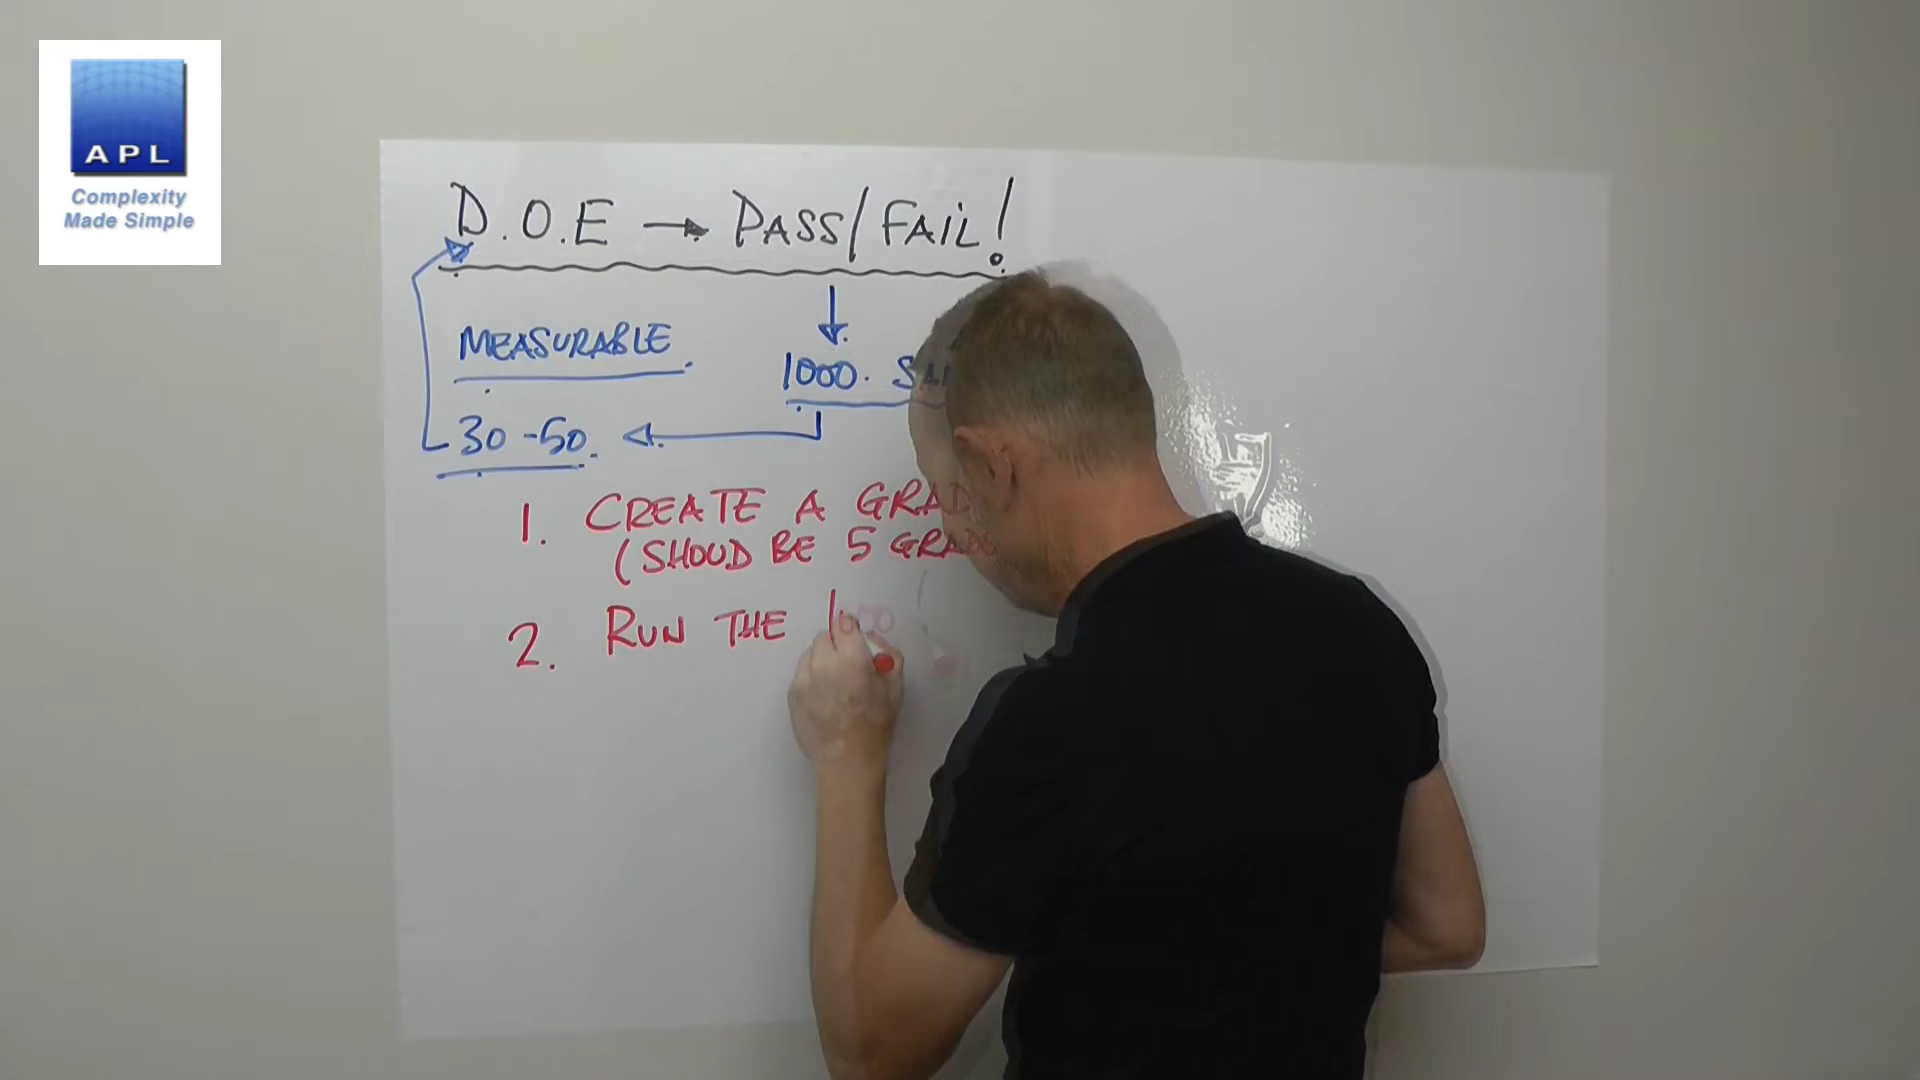 APL
Complexity
Made Simple
D.O.E → PASS/FAIL!
MEASURABLE
1000.
30-50.
1. CREATE A
(SHOUD BE 5
2. RUN THE